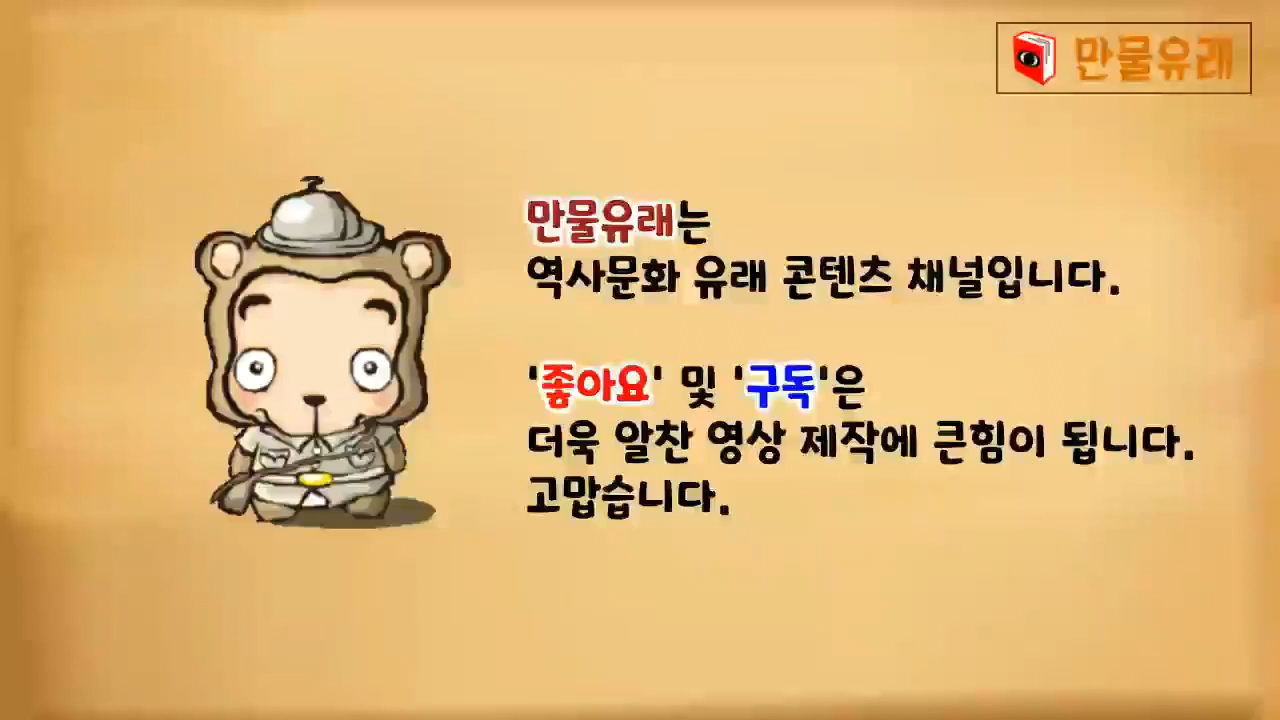 만물유래
만물유래는
역사문화 유래 콘텐츠 채널입니다.
'좋아요' 및 '구독'은
더욱 알찬 영상 제작에 큰힘이 됩니다.
고맙습니다.